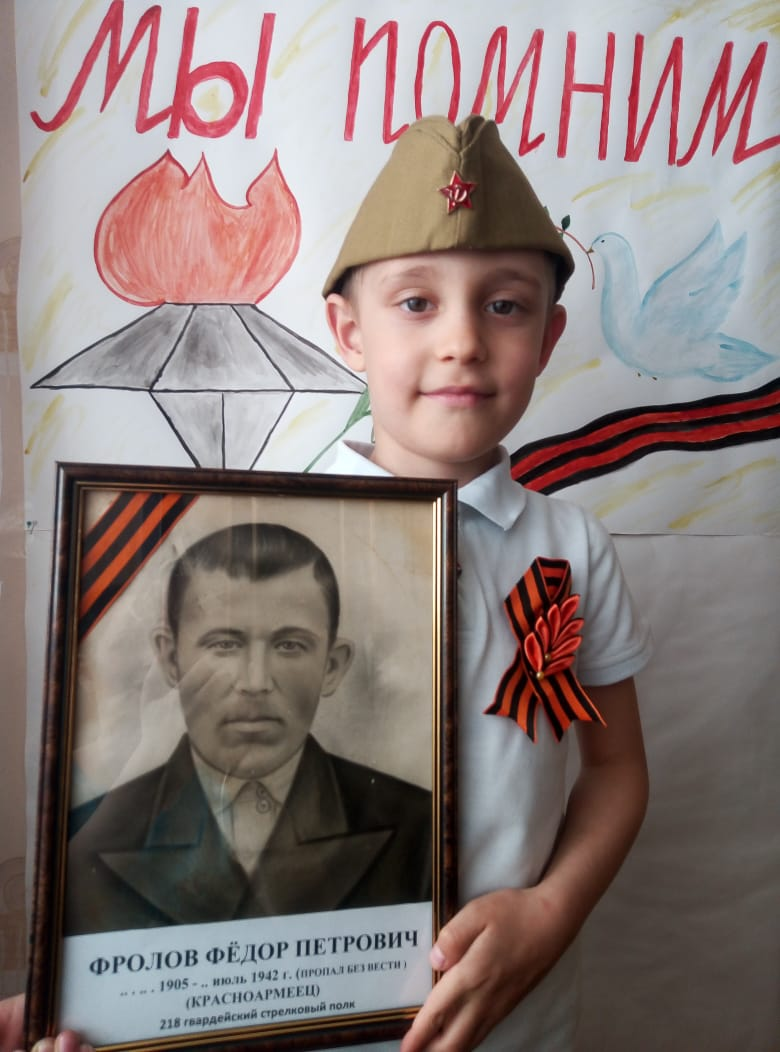 МЫ ПОМНИМ
ФРОЛОВ ФЁДОР ПЕТРОВИЧ
.. . .. . 1905 - .. июль 1942 г. (ПРОПАЛ БЕЗ ВЕСТИ )
(КРАСНОАРМЕЕЦ)
218 гвардейский стрелковый полк